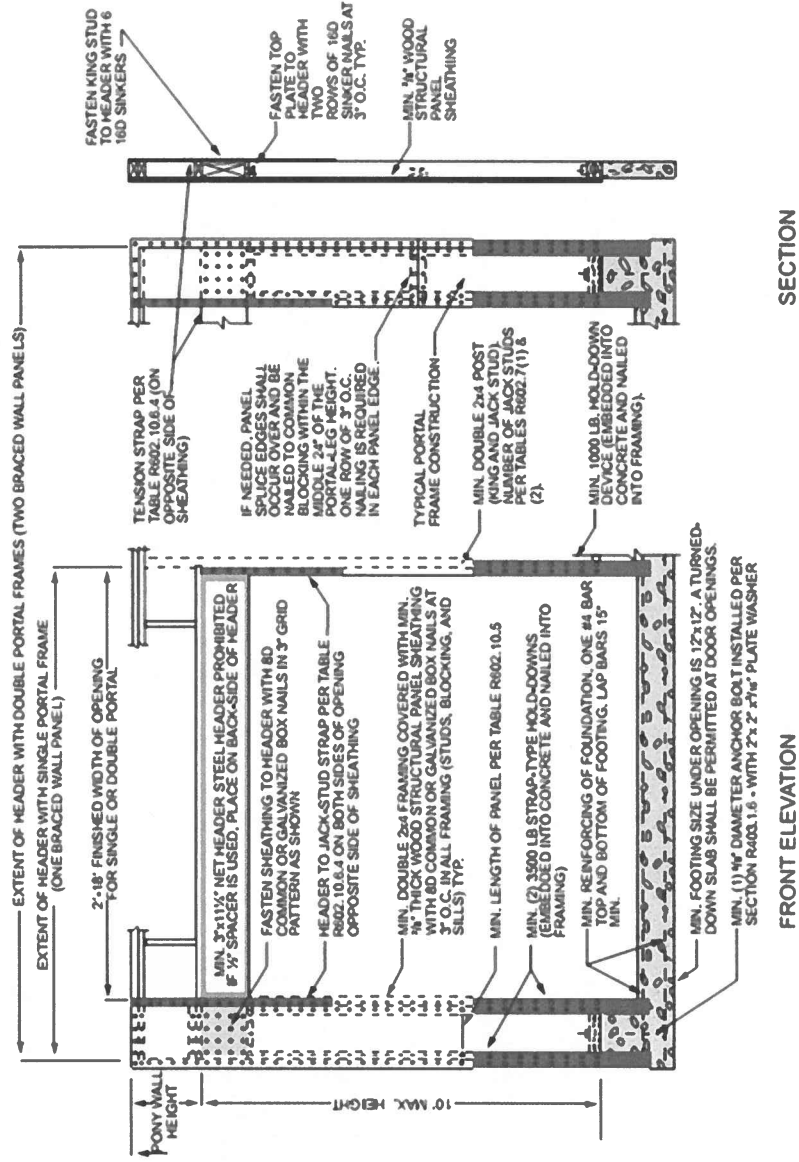 EXTENT OF HEADER WITH DOUBLE PORTAL FRAMES (TWO BRACED WALL PANELS)
EXTENT OF HEADER WITH SINGLE PORTAL FRAME
(ONE BRACED WALL PANEL)
2'-18' FINISHED WIDTH OF OPENING
FOR SINGLE OR DOUBLE PORTAL
PONY WALL
HEIGHT
10' MAX. HEIGHT
MIN. 3"x11¼" NET HEADER STEEL HEADER PROHIBITED
IF ½" SPACER IS USED, PLACE ON BACK-SIDE OF HEADER
FASTEN SHEATHING TO HEADER WITH 8D
COMMON OR GALVANIZED BOX NAILS IN 3" GRID
PATTERN AS SHOWN
HEADER TO JACK-STUD STRAP PER TABLE
R602.10.6.4 ON BOTH SIDES OF OPENING
OPPOSITE SIDE OF SHEATHING
MIN. DOUBLE 2x4 FRAMING COVERED WITH MIN.
⅜" THICK WOOD STRUCTURAL PANEL SHEATHING
WITH 8D COMMON OR GALVANIZED BOX NAILS AT
3" O.C. IN ALL FRAMING (STUDS, BLOCKING, AND
SILLS) TYP.
MIN. LENGTH OF PANEL PER TABLE R602.10.5
MIN. (2) 3500 LB STRAP-TYPE HOLD-DOWNS
(EMBEDDED INTO CONCRETE AND NAILED INTO
FRAMING)
MIN. REINFORCING OF FOUNDATION, ONE #4 BAR
TOP AND BOTTOM OF FOOTING. LAP BARS 15"
MIN.
MIN. FOOTING SIZE UNDER OPENING IS 12"x12". A TURNED-
DOWN SLAB SHALL BE PERMITTED AT DOOR OPENINGS.
MIN. (1) ⅝" DIAMETER ANCHOR BOLT INSTALLED PER
SECTION R403.1.6 - WITH 2"x 2" x³⁄₁₆" PLATE WASHER
FRONT ELEVATION
TENSION STRAP PER
TABLE R602.10.6.4 (ON
OPPOSITE SIDE OF
SHEATHING)
IF NEEDED, PANEL
SPLICE EDGES SHALL
OCCUR OVER AND BE
NAILED TO COMMON
BLOCKING WITHIN THE
MIDDLE 24" OF THE
PORTAL-LEG HEIGHT.
ONE ROW OF 3" O.C.
NAILING IS REQUIRED
IN EACH PANEL EDGE.
TYPICAL PORTAL
FRAME CONSTRUCTION
MIN. DOUBLE 2x4 POST
(KING AND JACK STUD).
NUMBER OF JACK STUDS
PER TABLES R602.7(1) &
(2).
MIN. 1000 LB. HOLD-DOWN
DEVICE (EMBEDDED INTO
CONCRETE AND NAILED
INTO FRAMING).
FASTEN KING STUD
TO HEADER WITH 6
16D SINKERS
FASTEN TOP
PLATE TO
HEADER WITH
TWO
ROWS OF 16D
SINKER NAILS AT
3" O.C. TYP.
MIN. ⅜" WOOD
STRUCTURAL
PANEL
SHEATHING
SECTION